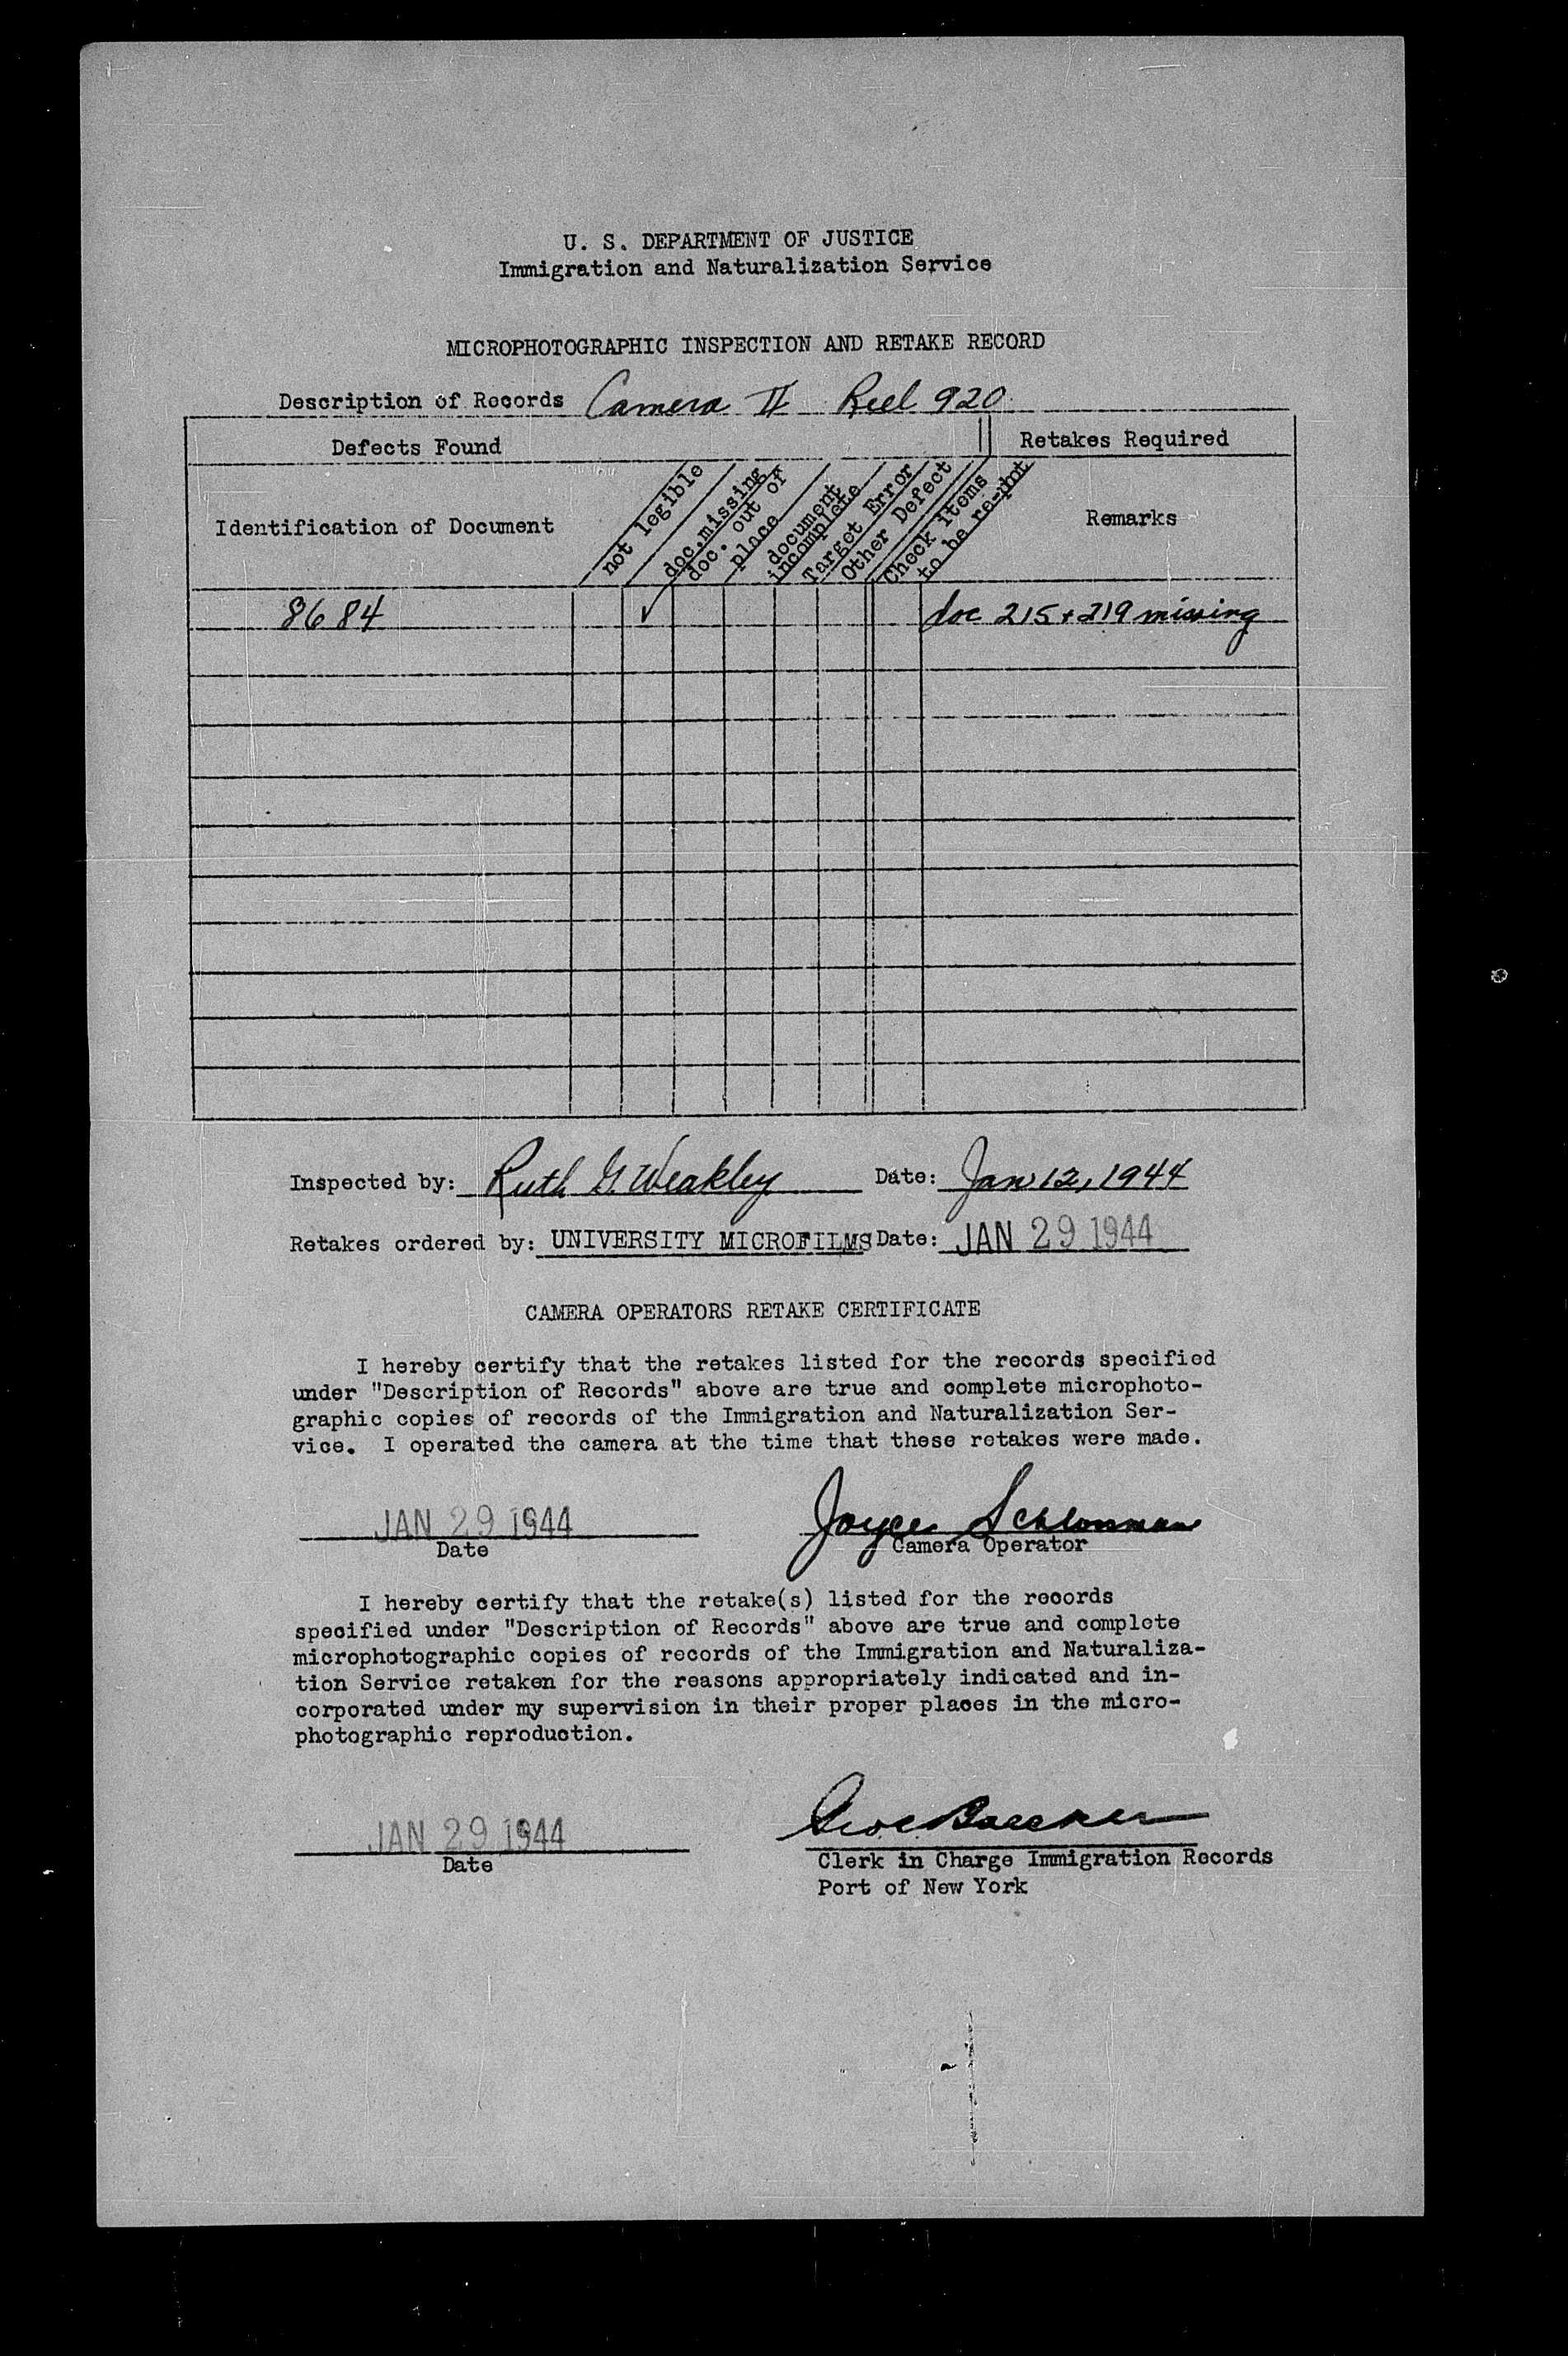 U. S. DEPARTMENT OF JUSTICE
Immigration and Naturalization Service
MICROPHOTOGRAPHIC INSPECTION AND RETAKE RECORD
Description of Records Camera II Reel 920
Defects Found Retakes Required
Identification of Document
not legible
doc.missing
doc. out of
place
document
incomplete
Target Error
Other Defect
Check items
to be re-phot
Remarks
8684 ✓ doc 215 + 219 missing
Inspected by: Ruth G. Weakley Date: Jan 12, 1944
Retakes ordered by: UNIVERSITY MICROFILMS Date: JAN 29 1944
CAMERA OPERATORS RETAKE CERTIFICATE
I hereby certify that the retakes listed for the records specified
under "Description of Records" above are true and complete microphoto-
graphic copies of records of the Immigration and Naturalization Ser-
vice. I operated the camera at the time that these retakes were made.
JAN 29 1944 Joyce
Date Camera Operator
I hereby certify that the retake(s) listed for the records
specified under "Description of Records" above are true and complete
microphotographic copies of records of the Immigration and Naturaliza-
tion Service retaken for the reasons appropriately indicated and in-
corporated under my supervision in their proper places in the micro-
photographic reproduction.
JAN 29 1944
Date Clerk in Charge Immigration Records
Port of New York